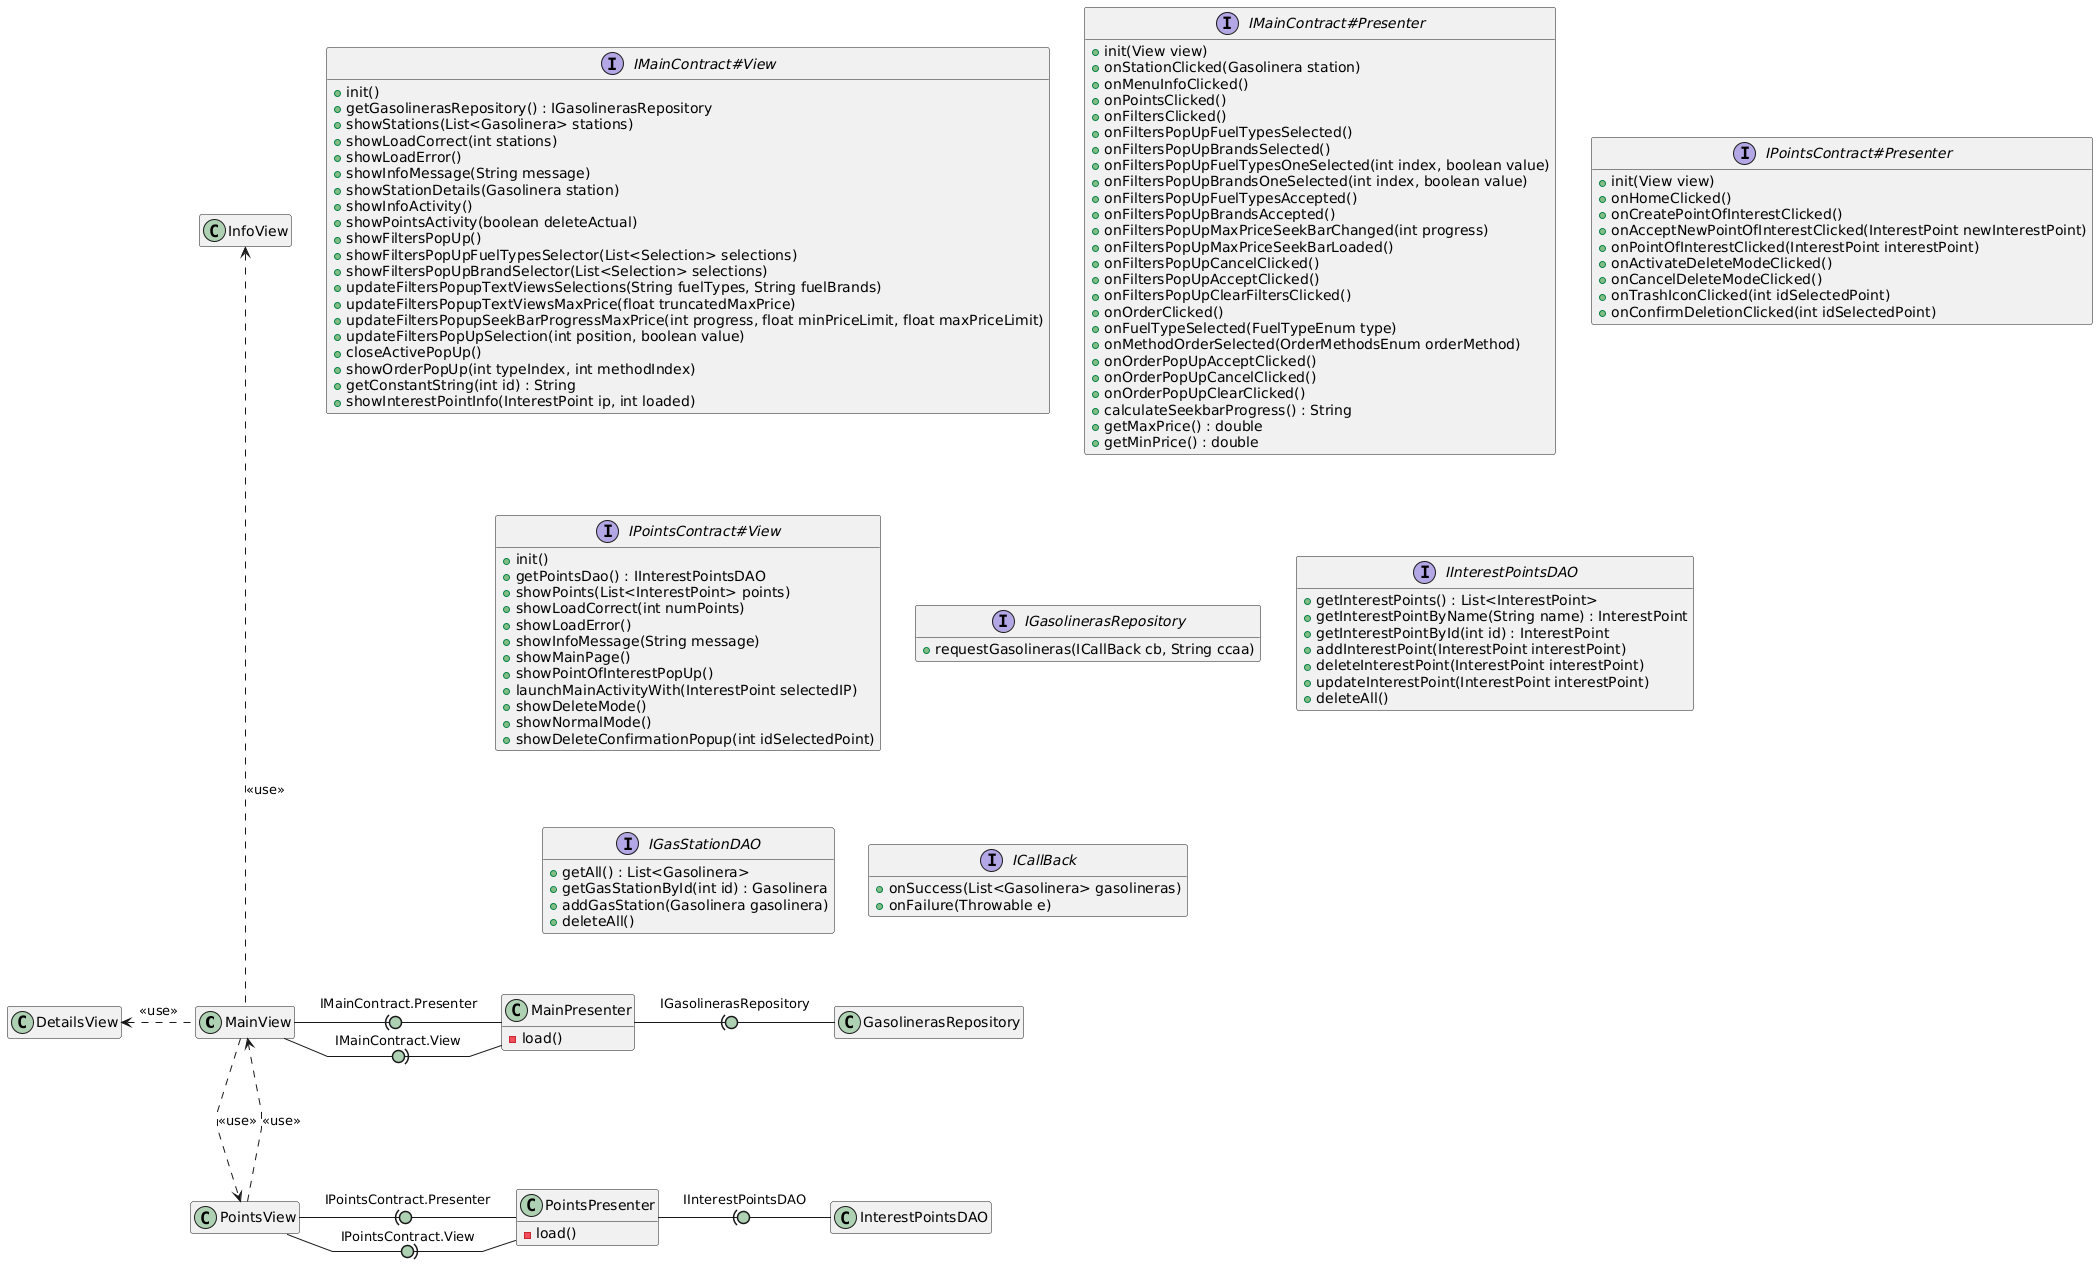 I IMainContract#View
init()
getGasolinerasRepository() : IGasolinerasRepository
showStations(List<Gasolinera> stations)
showLoadCorrect(int stations)
showLoadError()
showInfoMessage(String message)
showStationDetails(Gasolinera station)
showInfoActivity()
showPointsActivity(boolean deleteActual)
showFiltersPopUp()
showFiltersPopUpFuelTypesSelector(List<Selection> selections)
showFiltersPopUpBrandSelector(List<Selection> selections)
updateFiltersPopupTextViewsSelections(String fuelTypes, String fuelBrands)
updateFiltersPopupTextViewsMaxPrice(float truncatedMaxPrice)
updateFiltersPopupSeekBarProgressMaxPrice(int progress, float minPriceLimit, float maxPriceLimit)
updateFiltersPopUpSelection(int position, boolean value)
closeActivePopUp()
showOrderPopUp(int typeIndex, int methodIndex)
getConstantString(int id) : String
showInterestPointInfo(InterestPoint ip, int loaded)
I IMainContract#Presenter
init(View view)
onStationClicked(Gasolinera station)
onMenuInfoClicked()
onPointsClicked()
onFiltersClicked()
onFiltersPopUpFuelTypesSelected()
onFiltersPopUpBrandsSelected()
onFiltersPopUpFuelTypesOneSelected(int index, boolean value)
onFiltersPopUpBrandsOneSelected(int index, boolean value)
onFiltersPopUpFuelTypesAccepted()
onFiltersPopUpBrandsAccepted()
onFiltersPopUpMaxPriceSeekBarChanged(int progress)
onFiltersPopUpMaxPriceSeekBarLoaded()
onFiltersPopUpCancelClicked()
onFiltersPopUpAcceptClicked()
onFiltersPopUpClearFiltersClicked()
onOrderClicked()
onFuelTypeSelected(FuelTypeEnum type)
onMethodOrderSelected(OrderMethodsEnum orderMethod)
onOrderPopUpAcceptClicked()
onOrderPopUpCancelClicked()
onOrderPopUpClearClicked()
calculateSeekbarProgress() : String
getMaxPrice() : double
getMinPrice() : double
I IPointsContract#Presenter
init(View view)
onHomeClicked()
onCreatePointOfInterestClicked()
onAcceptNewPointOfInterestClicked(InterestPoint newInterestPoint)
onPointOfInterestClicked(InterestPoint interestPoint)
onActivateDeleteModeClicked()
onCancelDeleteModeClicked()
onTrashIconClicked(int idSelectedPoint)
onConfirmDeletionClicked(int idSelectedPoint)
C InfoView
I IPointsContract#View
init()
getPointsDao() : IInterestPointsDAO
showPoints(List<InterestPoint> points)
showLoadCorrect(int numPoints)
showLoadError()
showInfoMessage(String message)
showMainPage()
showPointOfInterestPopUp()
launchMainActivityWith(InterestPoint selectedIP)
showDeleteMode()
showNormalMode()
showDeleteConfirmationPopup(int idSelectedPoint)
I IGasolinerasRepository
requestGasolineras(ICallBack cb, String ccaa)
I IInterestPointsDAO
getInterestPoints() : List<InterestPoint>
getInterestPointByName(String name) : InterestPoint
getInterestPointById(int id) : InterestPoint
addInterestPoint(InterestPoint interestPoint)
deleteInterestPoint(InterestPoint interestPoint)
updateInterestPoint(InterestPoint interestPoint)
deleteAll()
«use»
I IGasStationDAO
getAll() : List<Gasolinera>
getGasStationById(int id) : Gasolinera
addGasStation(Gasolinera gasolinera)
deleteAll()
I ICallBack
onSuccess(List<Gasolinera> gasolineras)
onFailure(Throwable e)
C DetailsView
«use»
C MainView
IMainContract.Presenter
IMainContract.View
C MainPresenter
load()
IGasolinerasRepository
C GasolinerasRepository
«use»
«use»
C PointsView
IPointsContract.Presenter
IPointsContract.View
C PointsPresenter
load()
IInterestPointsDAO
C InterestPointsDAO